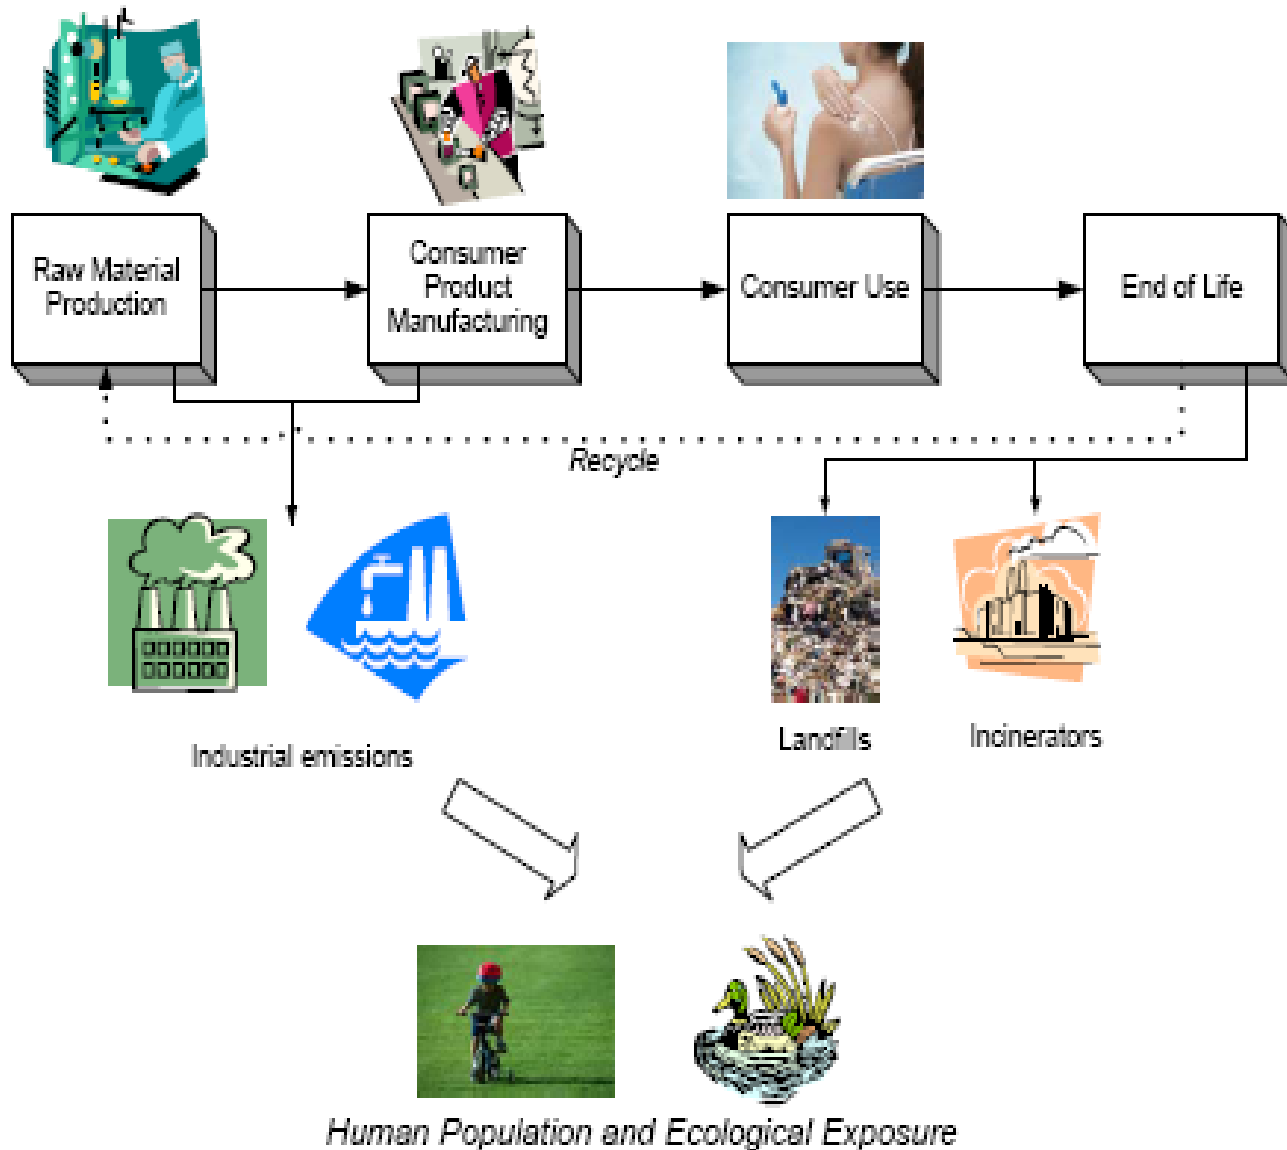 Raw Material
Production
Consumer
Product
Manufacturing
Consumer Use
End of Life
Recycle
Industrial emissions
Landfills
Incinerators
Human Population and Ecological Exposure